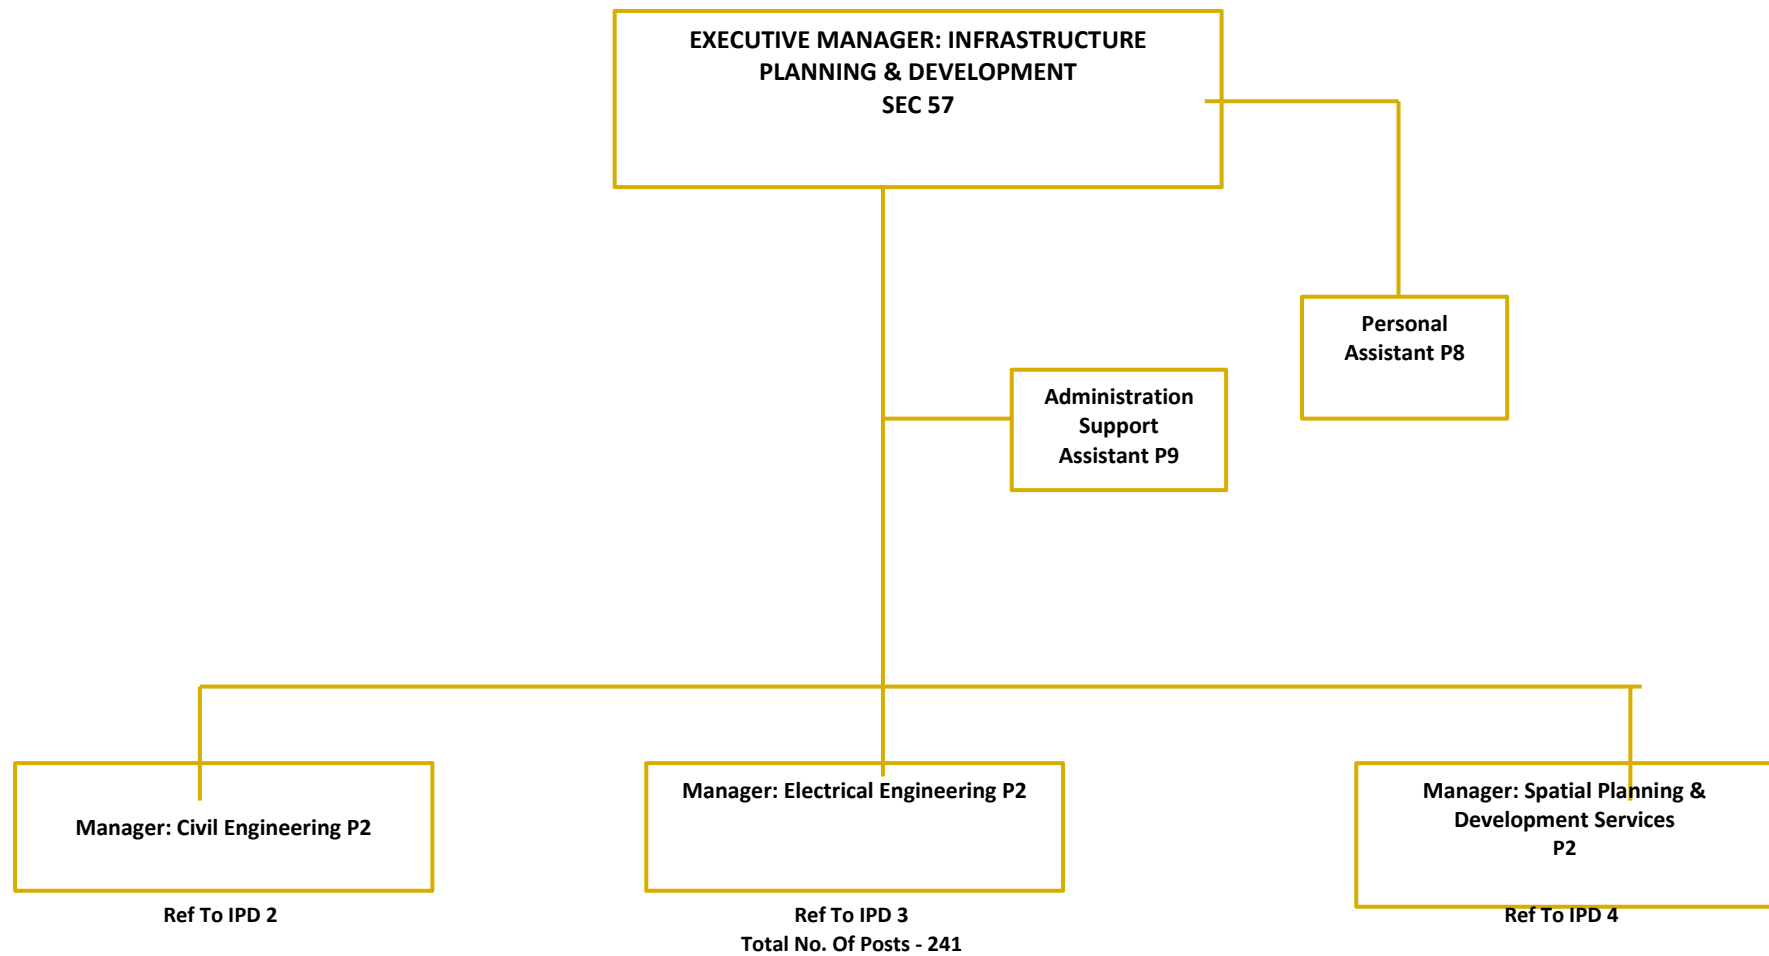 EXECUTIVE MANAGER: INFRASTRUCTURE
PLANNING & DEVELOPMENT
SEC 57
Personal
Assistant P8
Administration
Support
Assistant P9
Manager: Civil Engineering P2
Manager: Electrical Engineering P2
Manager: Spatial Planning &
Development Services
P2
Ref To IPD 2
Ref To IPD 3
Total No. Of Posts - 241
Ref To IPD 4